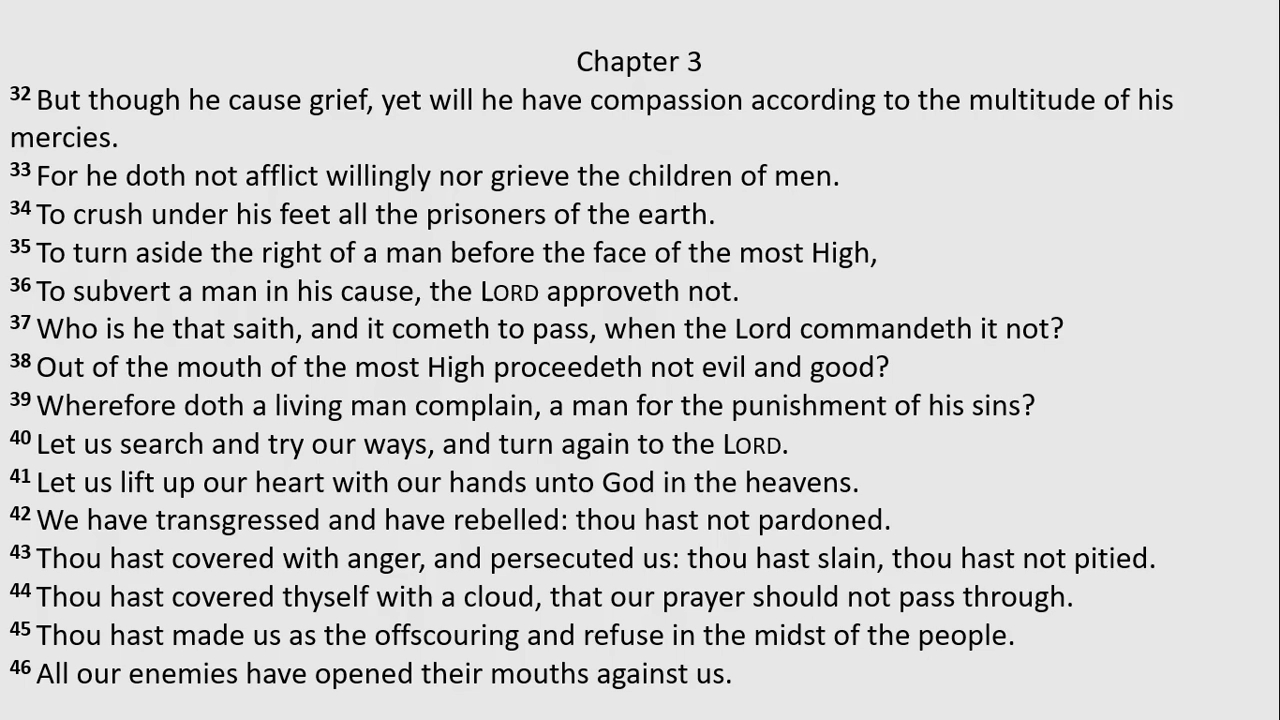 Chapter 3
32 But though he cause grief, yet will he have compassion according to the multitude of his
mercies.
33 For he doth not afflict willingly nor grieve the children of men.
34 To crush under his feet all the prisoners of the earth.
35 To turn aside the right of a man before the face of the most High,
36 To subvert a man in his cause, the LORD approveth not.
37 Who is he that saith, and it cometh to pass, when the Lord commandeth it not?
38 Out of the mouth of the most High proceedeth not evil and good?
39 Wherefore doth a living man complain, a man for the punishment of his sins?
40 Let us search and try our ways, and turn again to the LORD.
41 Let us lift up our heart with our hands unto God in the heavens.
42 We have transgressed and have rebelled: thou hast not pardoned.
43 Thou hast covered with anger, and persecuted us: thou hast slain, thou hast not pitied.
44 Thou hast covered thyself with a cloud, that our prayer should not pass through.
45 Thou hast made us as the offscouring and refuse in the midst of the people.
46 All our enemies have opened their mouths against us.